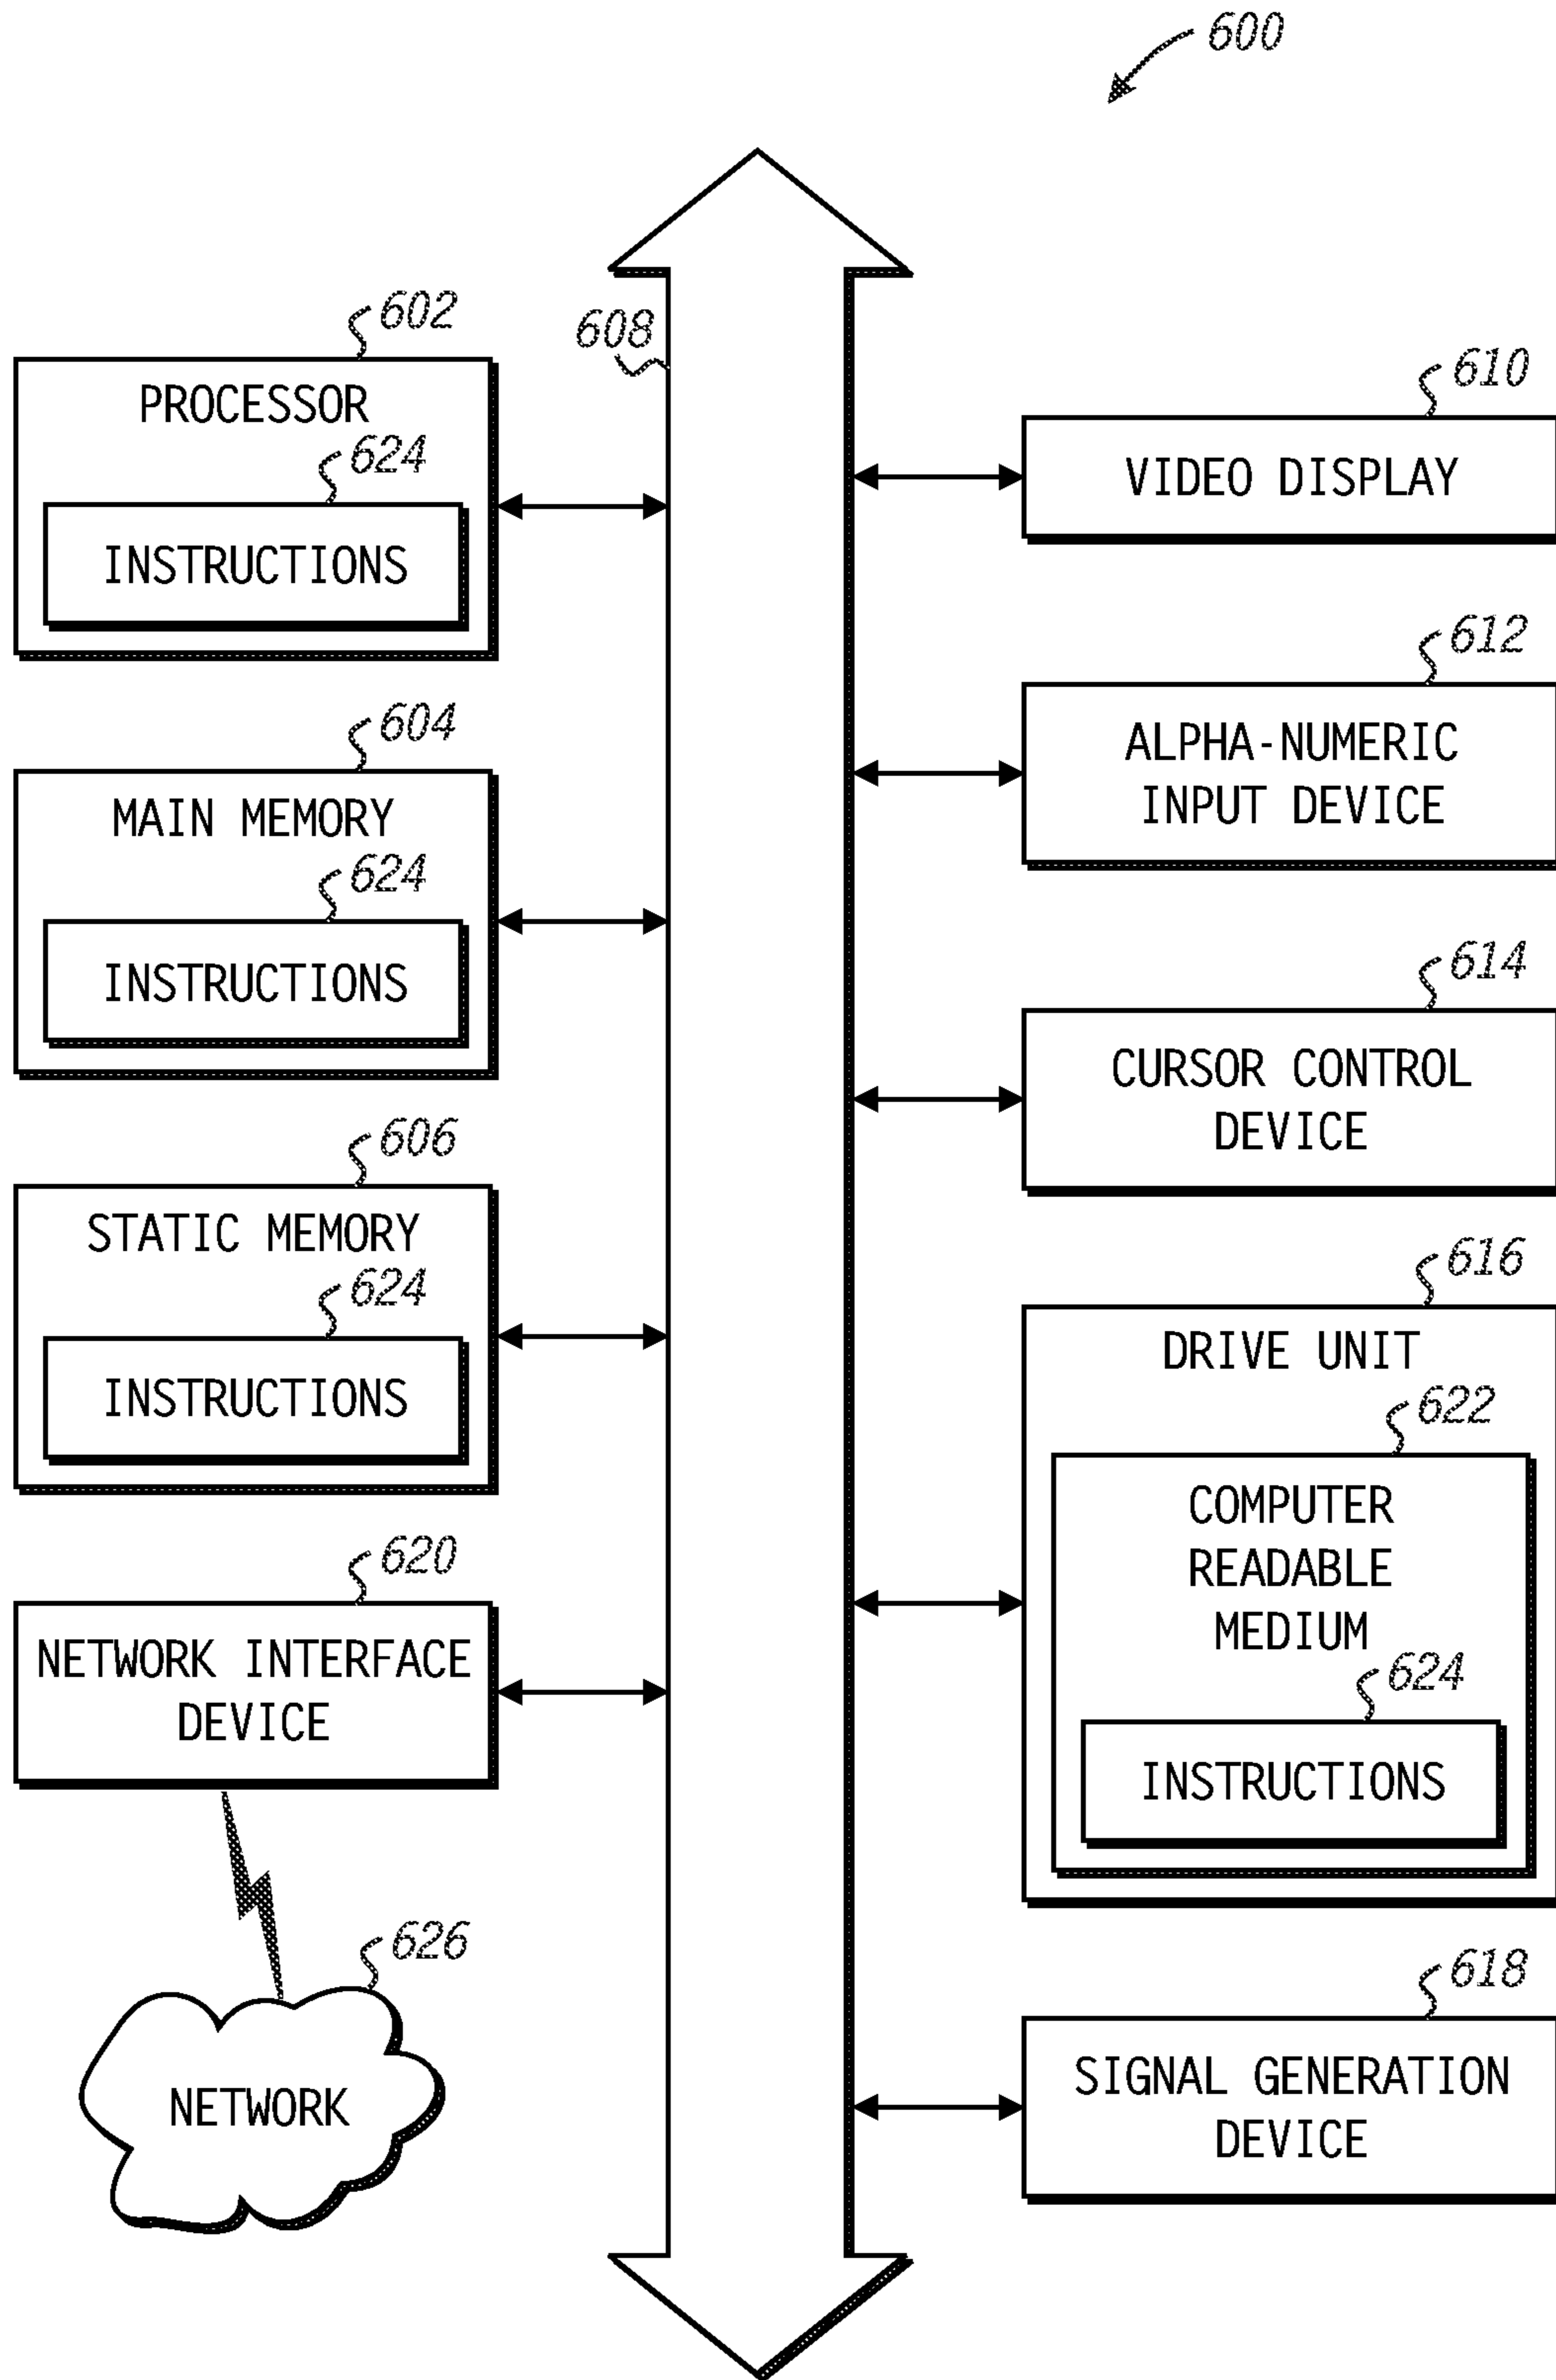 600
602
PROCESSOR
624
INSTRUCTIONS
604
MAIN MEMORY
624
INSTRUCTIONS
606
STATIC MEMORY
624
INSTRUCTIONS
620
NETWORK INTERFACE
DEVICE
626
NETWORK
608
610
VIDEO DISPLAY
612
ALPHA-NUMERIC
INPUT DEVICE
614
CURSOR CONTROL
DEVICE
616
DRIVE UNIT
622
COMPUTER
READABLE
MEDIUM
624
INSTRUCTIONS
618
SIGNAL GENERATION
DEVICE